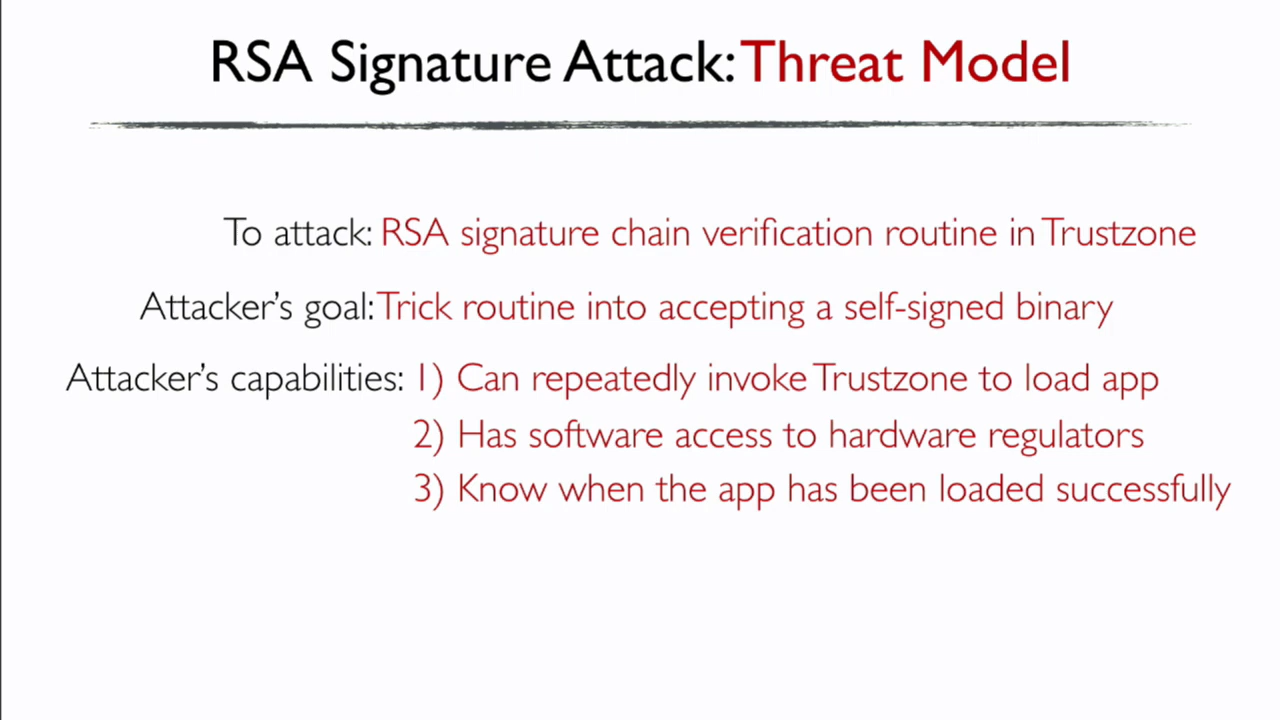 RSA Signature Attack: Threat Model
To attack: RSA signature chain verification routine in Trustzone
Attacker’s goal: Trick routine into accepting a self-signed binary
Attacker’s capabilities: 1) Can repeatedly invoke Trustzone to load app
2) Has software access to hardware regulators
3) Know when the app has been loaded successfully